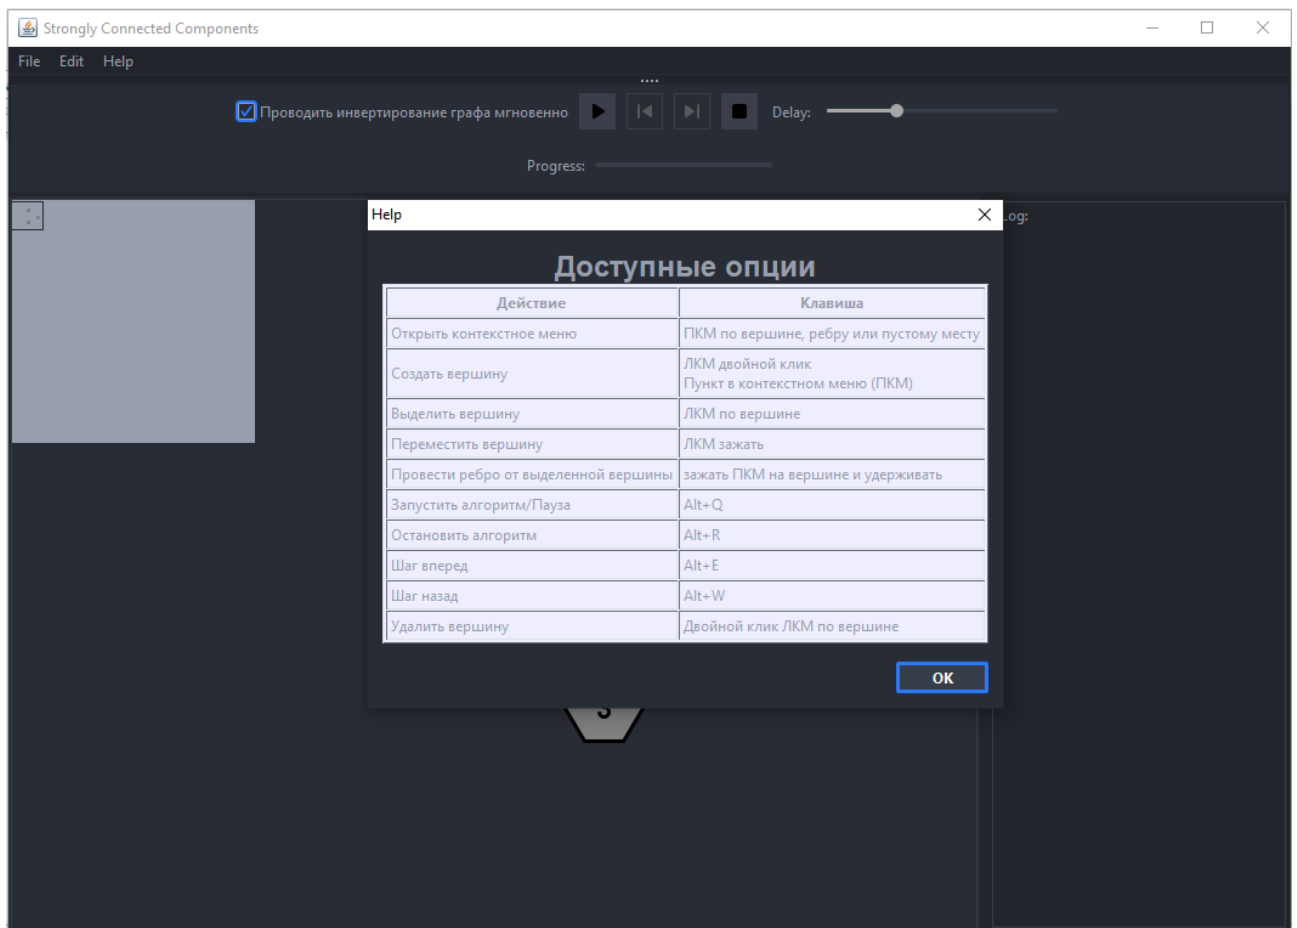 Strongly Connected Components
File Edit Help
Проводить инвертирование графа мгновенно Delay:
Progress:
Help
Log:
Доступные опции
Действие Клавиша
Открыть контекстное меню ПКМ по вершине, ребру или пустому месту
Создать вершину ЛКМ двойной клик
Пункт в контекстном меню (ПКМ)
Выделить вершину ЛКМ по вершине
Переместить вершину ЛКМ зажать
Провести ребро от выделенной вершины зажать ПКМ на вершине и удерживать
Запустить алгоритм/Пауза Alt+Q
Остановить алгоритм Alt+R
Шаг вперед Alt+E
Шаг назад Alt+W
Удалить вершину Двойной клик ЛКМ по вершине
OK